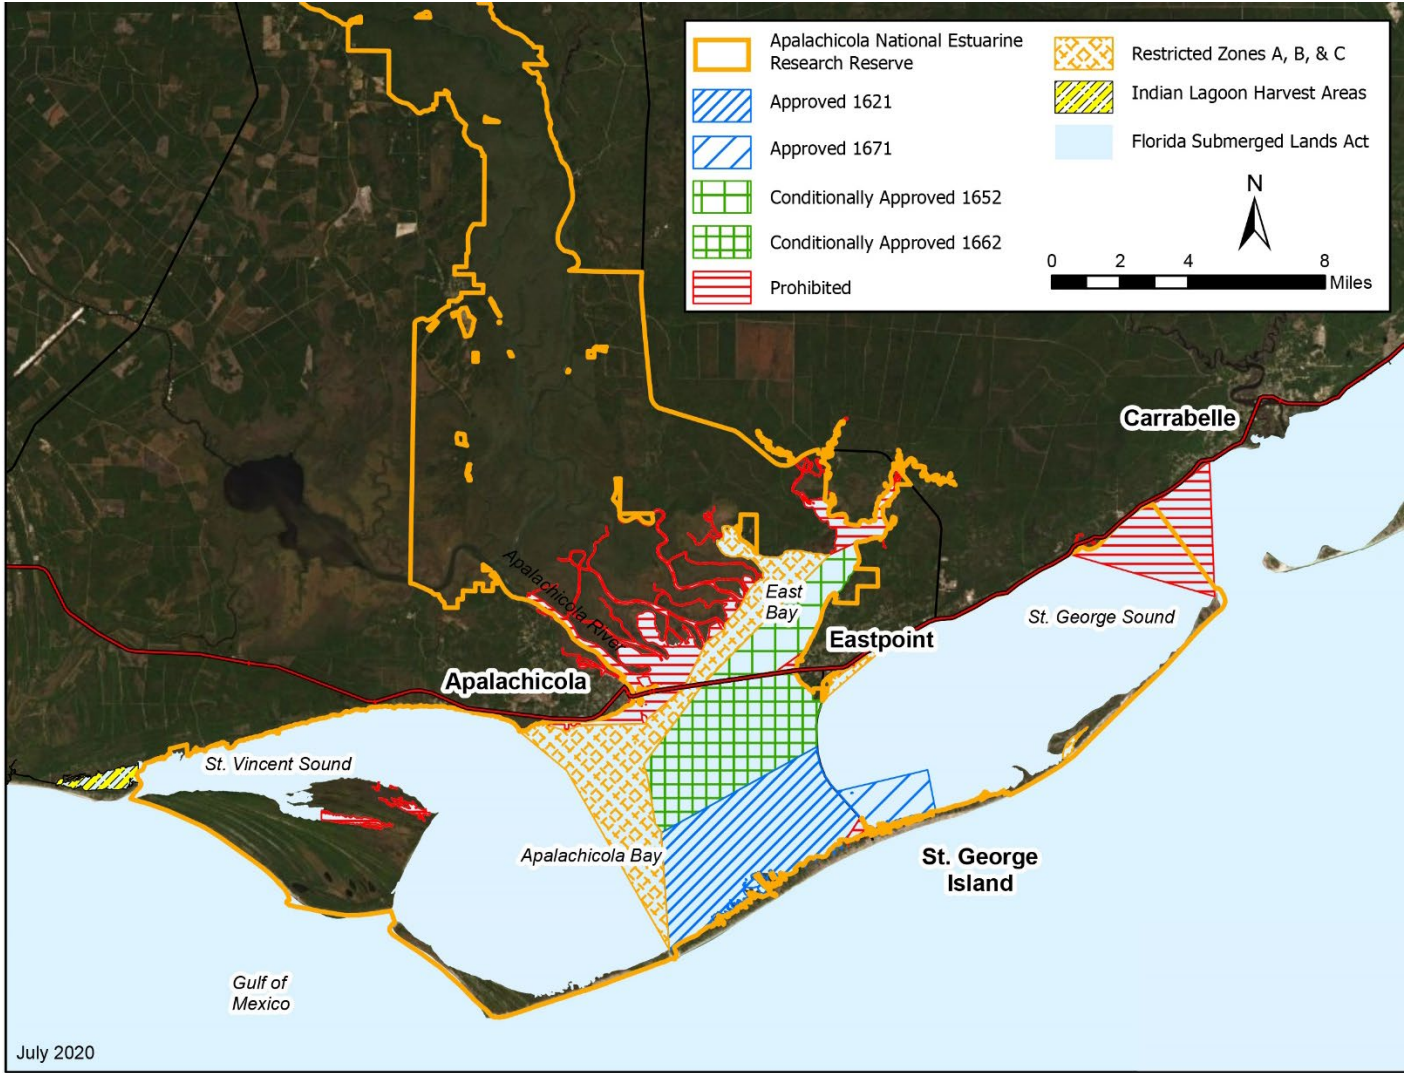 Apalachicola National Estuarine
Research Reserve
Approved 1621
Approved 1671
Conditionally Approved 1652
Conditionally Approved 1662
Prohibited
Restricted Zones A, B, & C
Indian Lagoon Harvest Areas
Florida Submerged Lands Act
N
0 2 4 8
Miles
Carrabelle
Apalachicola River
East
Bay
St. George Sound
Eastpoint
Apalachicola
St. Vincent Sound
Apalachicola Bay
St. George
Island
Gulf of
Mexico
July 2020